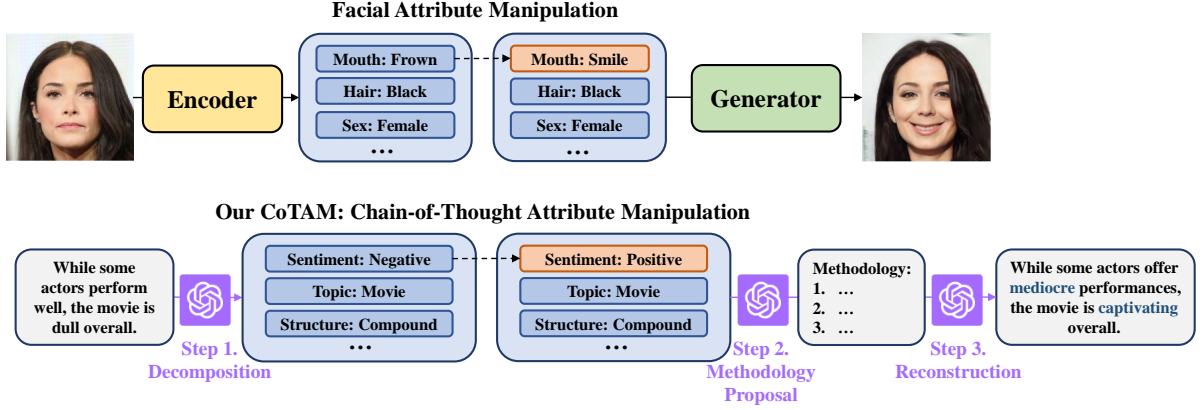 Facial Attribute Manipulation
Encoder
Mouth: Frown
Hair: Black
Sex: Female
...
Mouth: Smile
Hair: Black
Sex: Female
...
Generator
Our CoTAM: Chain-of-Thought Attribute Manipulation
While some
actors perform
well, the movie is
dull overall.
Step 1.
Decomposition
Sentiment: Negative
Topic: Movie
Structure: Compound
...
Sentiment: Positive
Topic: Movie
Structure: Compound
...
Step 2.
Methodology
Proposal
Methodology:
1. ...
2. ...
3. ...
Step 3.
Reconstruction
While some actors offer
mediocre performances,
the movie is captivating
overall.